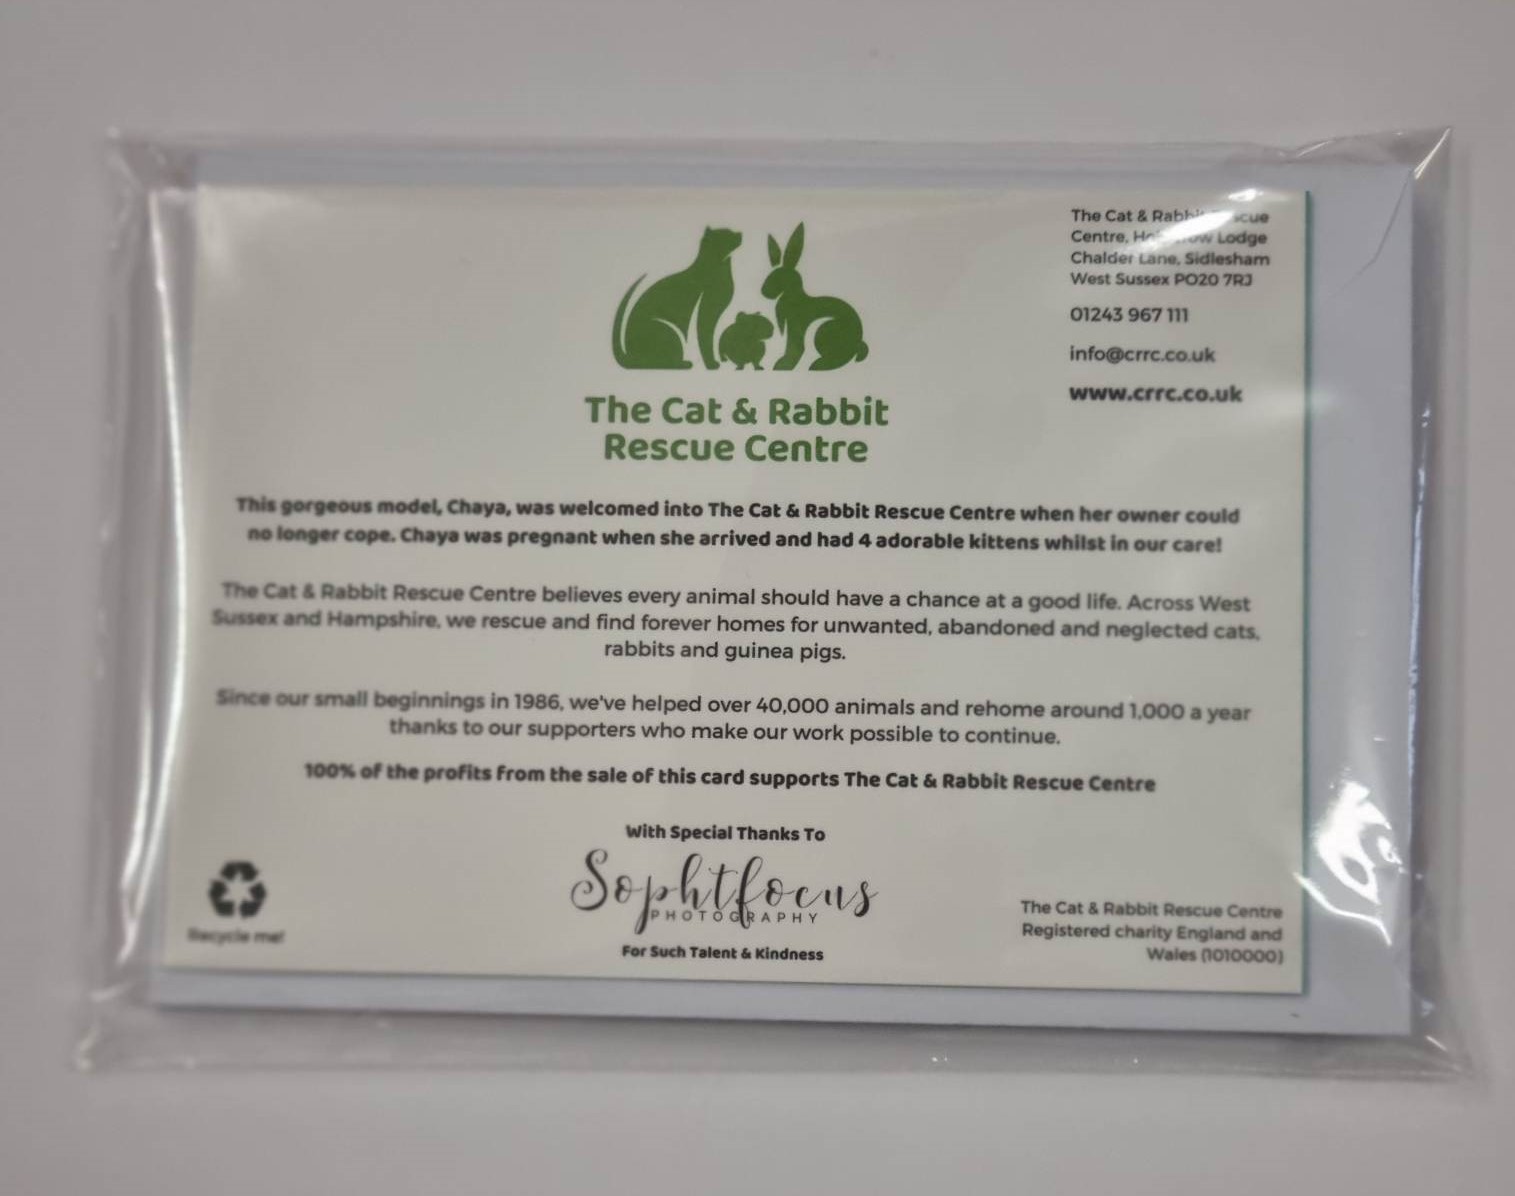 The Cat & Rabbit Rescue
Centre, Lodge
Chalder Lane, Sidlesham
West Sussex PO20 7RJ
01243 967 111
info@crrc.co.uk
www.crrc.co.uk
The Cat & Rabbit
Rescue Centre
This gorgeous model, Chaya, was welcomed into The Cat & Rabbit Rescue Centre when her owner could
no longer cope. Chaya was pregnant when she arrived and had 4 adorable kittens whilst in our care!
The Cat & Rabbit Rescue Centre believes every animal should have a chance at a good life. Across West
Sussex and Hampshire, we rescue and find forever homes for unwanted, abandoned and neglected cats,
rabbits and guinea pigs.
Since our small beginnings in 1986, we've helped over 40,000 animals and rehome around 1,000 a year
thanks to our supporters who make our work possible to continue.
100% of the profits from the sale of this card supports The Cat & Rabbit Rescue Centre
With Special Thanks To
Sophtfocus
PHOTOGRAPHY
For Such Talent & Kindness
Recycle me!
The Cat & Rabbit Rescue Centre
Registered charity England and
Wales (1010000)